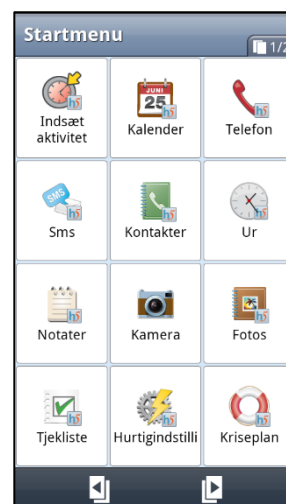 Startmenu
1/2
Indsæt
aktivitet
JUNI
25
Kalender
Telefon
SMS
Sms
Kontakter
Ur
Notater
Kamera
Fotos
Tjekliste
Hurtigindstilli
Kriseplan